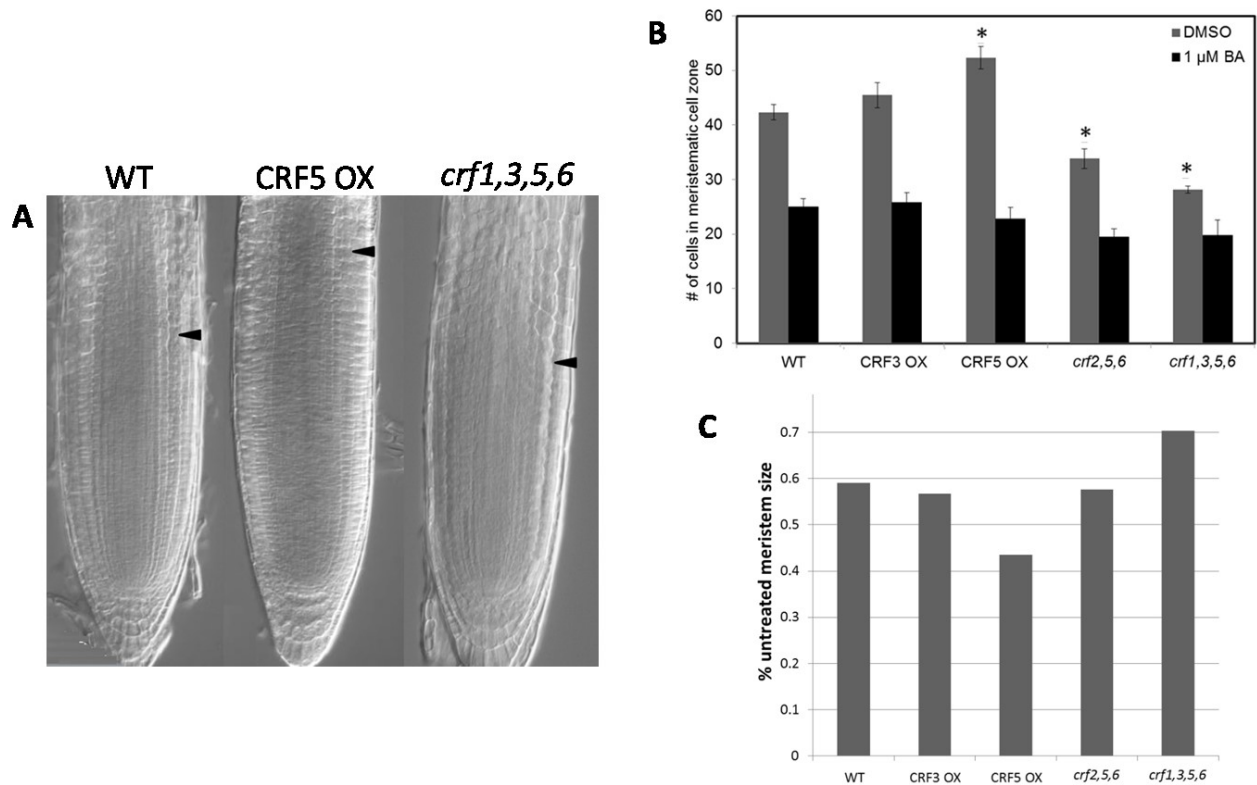 A
WT
CRF5 OX
crf1,3,5,6
B
# of cells in meristematic cell zone
60
50
40
30
20
10
0
*
*
*
DMSO
1 µM BA
WT
CRF3 OX
CRF5 OX
crf2,5,6
crf1,3,5,6
C
% untreated meristem size
0.7
0.6
0.5
0.4
0.3
0.2
0.1
0
WT
CRF3 OX
CRF5 OX
crf2,5,6
crf1,3,5,6